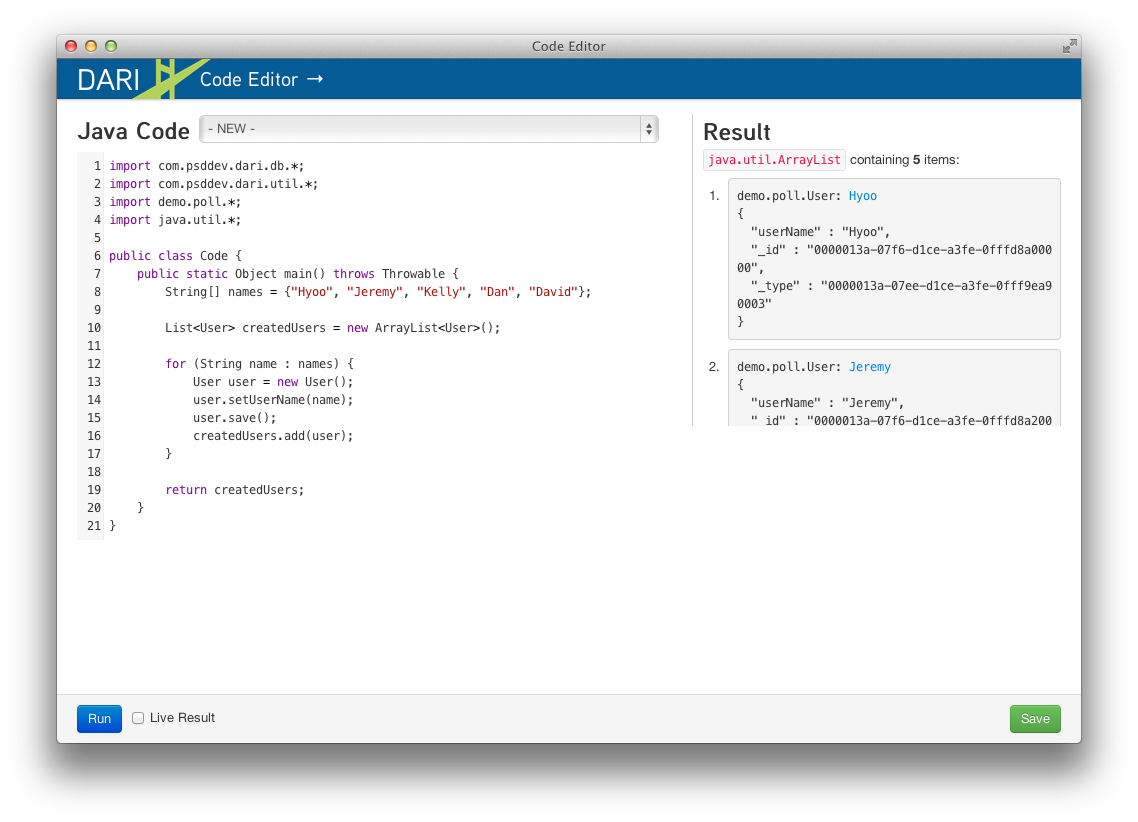 Code Editor
DARI Code Editor →
Java Code - NEW -
1 import com.psddev.dari.db.*;
2 import com.psddev.dari.util.*;
3 import demo.poll.*;
4 import java.util.*;
5
6 public class Code {
7     public static Object main() throws Throwable {
8         String[] names = {"Hyoo", "Jeremy", "Kelly", "Dan", "David"};
9
10         List<User> createdUsers = new ArrayList<User>();
11
12         for (String name : names) {
13             User user = new User();
14             user.setUserName(name);
15             user.save();
16             createdUsers.add(user);
17         }
18
19         return createdUsers;
20     }
21 }
Result
java.util.ArrayList containing 5 items:
1. demo.poll.User: Hyoo
{
  "userName" : "Hyoo",
  "_id" : "0000013a-07f6-d1ce-a3fe-0fffd8a000
00",
  "_type" : "0000013a-07ee-d1ce-a3fe-0fff9ea9
0003"
}
2. demo.poll.User: Jeremy
{
  "userName" : "Jeremy",
  "_id" : "0000013a-07f6-d1ce-a3fe-0fffd8a200
Run Live Result
Save